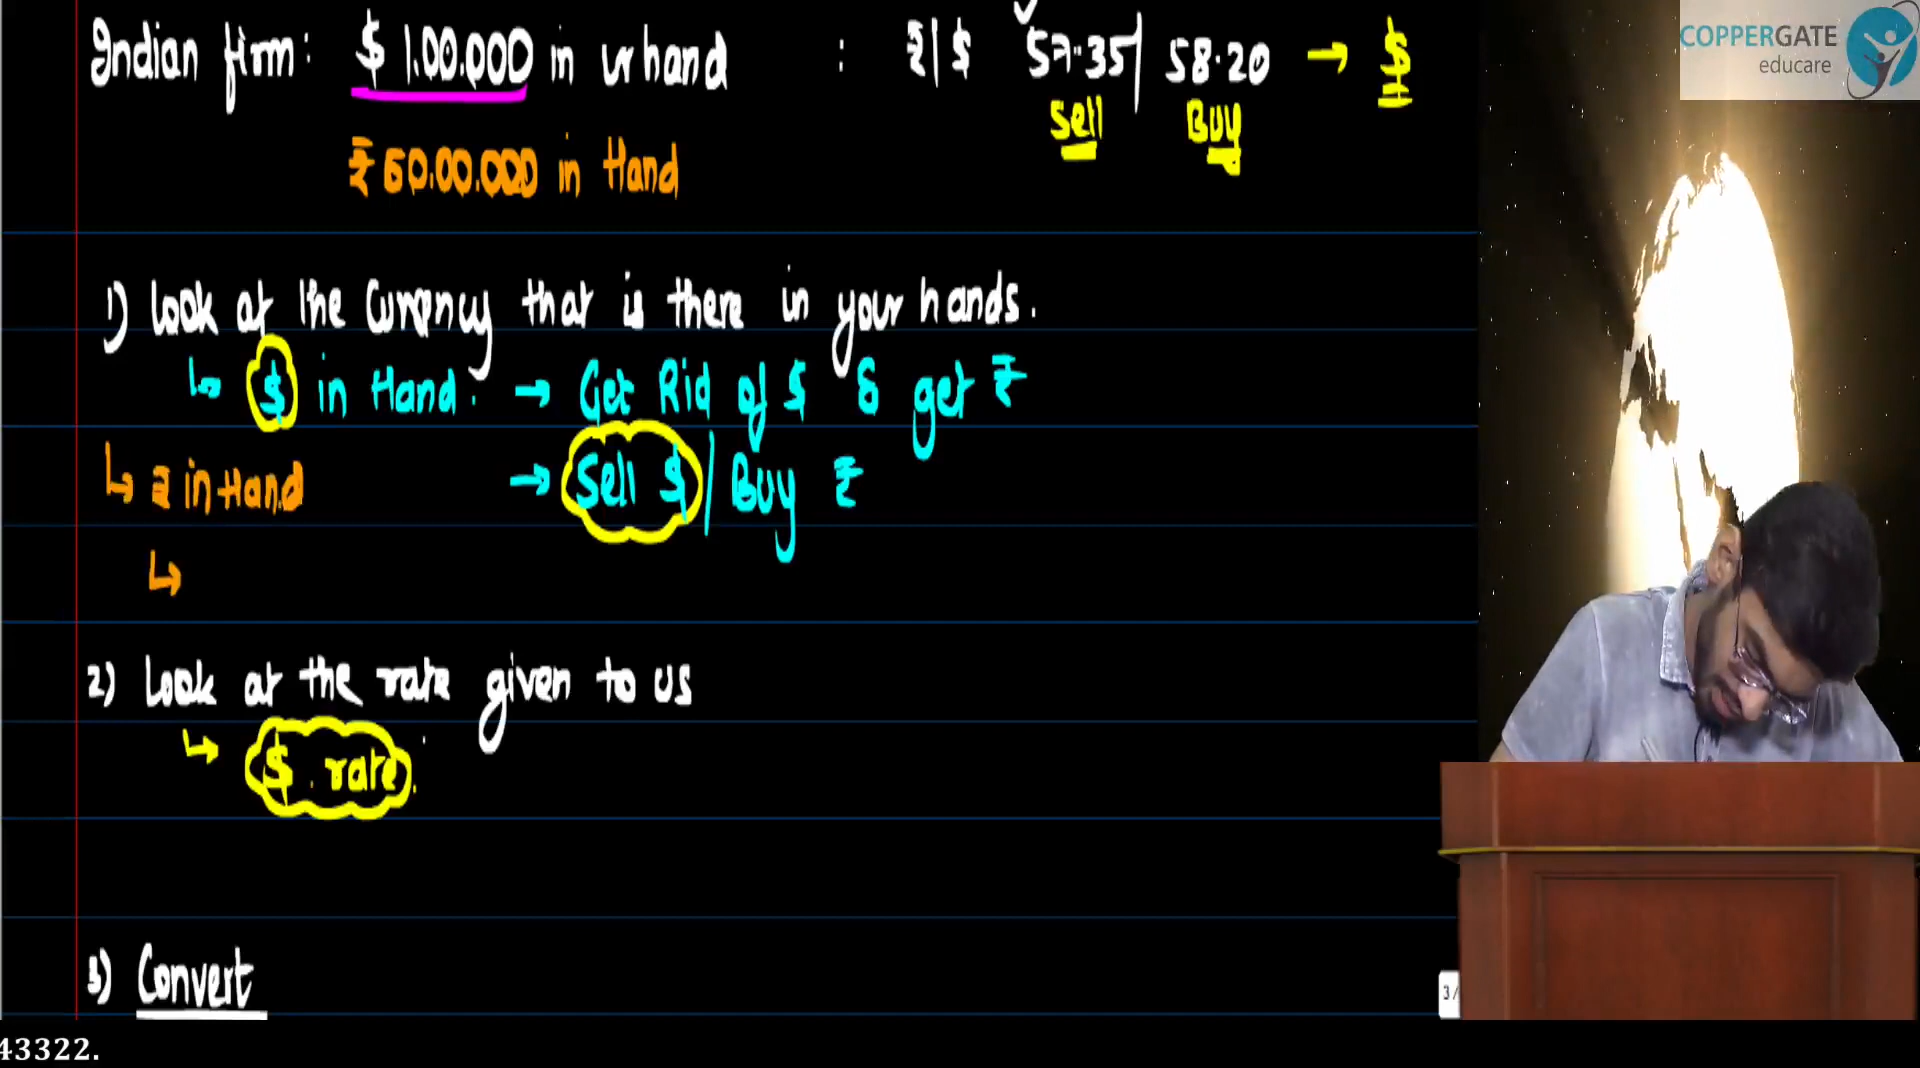 Indian firm: $ 1.00.000 in ur hand : ₹|$ 57.35| 58.20 → $
Sell Buy
₹ 60.00.000 in Hand
1) Look at the Currency that is there in your hands.
↳ $ in Hand. → Get Rid of $ & get ₹
↳ ₹ in Hand → Sell $ / Buy ₹
↳
2) Look at the rate given to us
↳ $ rate.
3) Convert
43322.
COPPERGATE
educare
3/